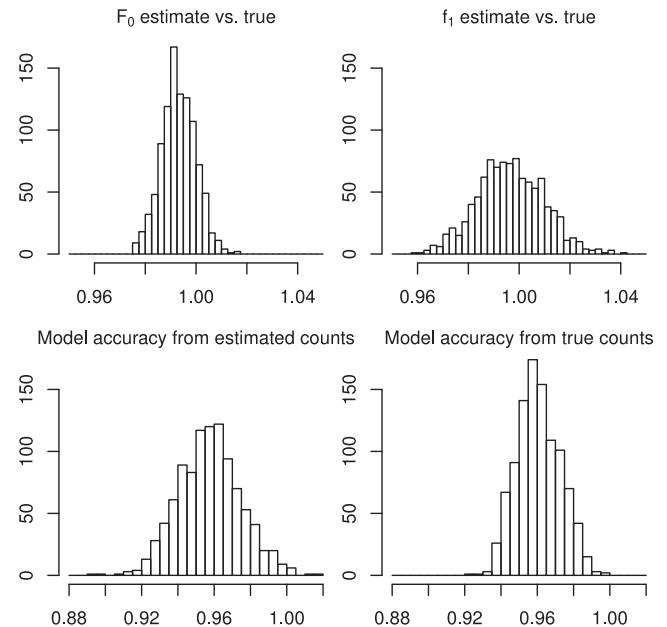 F₀ estimate vs. true
f₁ estimate vs. true
150
100
50
0
0.96 1.00 1.04
150
100
50
0
0.96 1.00 1.04
Model accuracy from estimated counts
Model accuracy from true counts
150
100
50
0
0.88 0.92 0.96 1.00
150
100
50
0
0.88 0.92 0.96 1.00